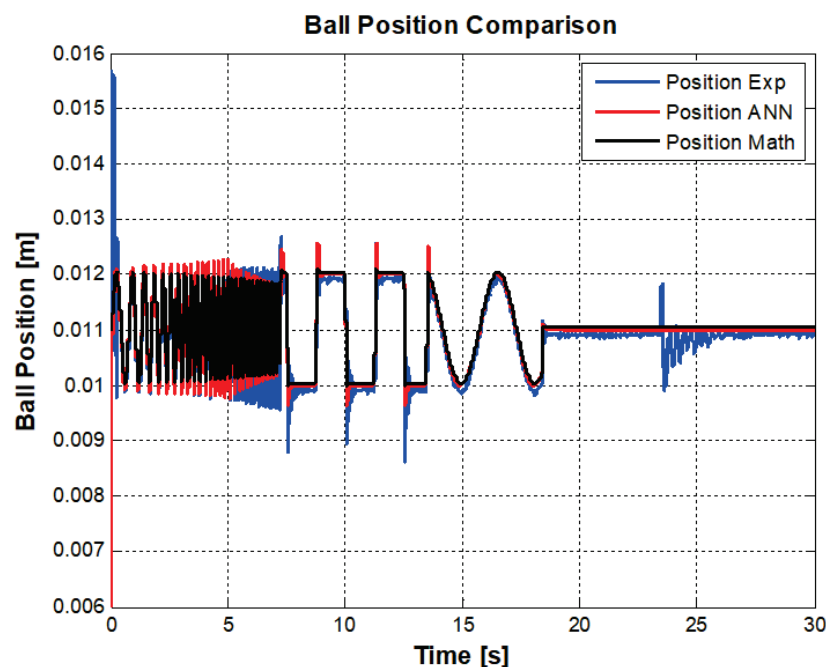 Ball Position Comparison
0.016
0.015
0.014
0.013
0.012
0.011
0.01
0.009
0.008
0.007
0.006
Ball Position [m]
Position Exp
Position ANN
Position Math
0 5 10 15 20 25 30
Time [s]